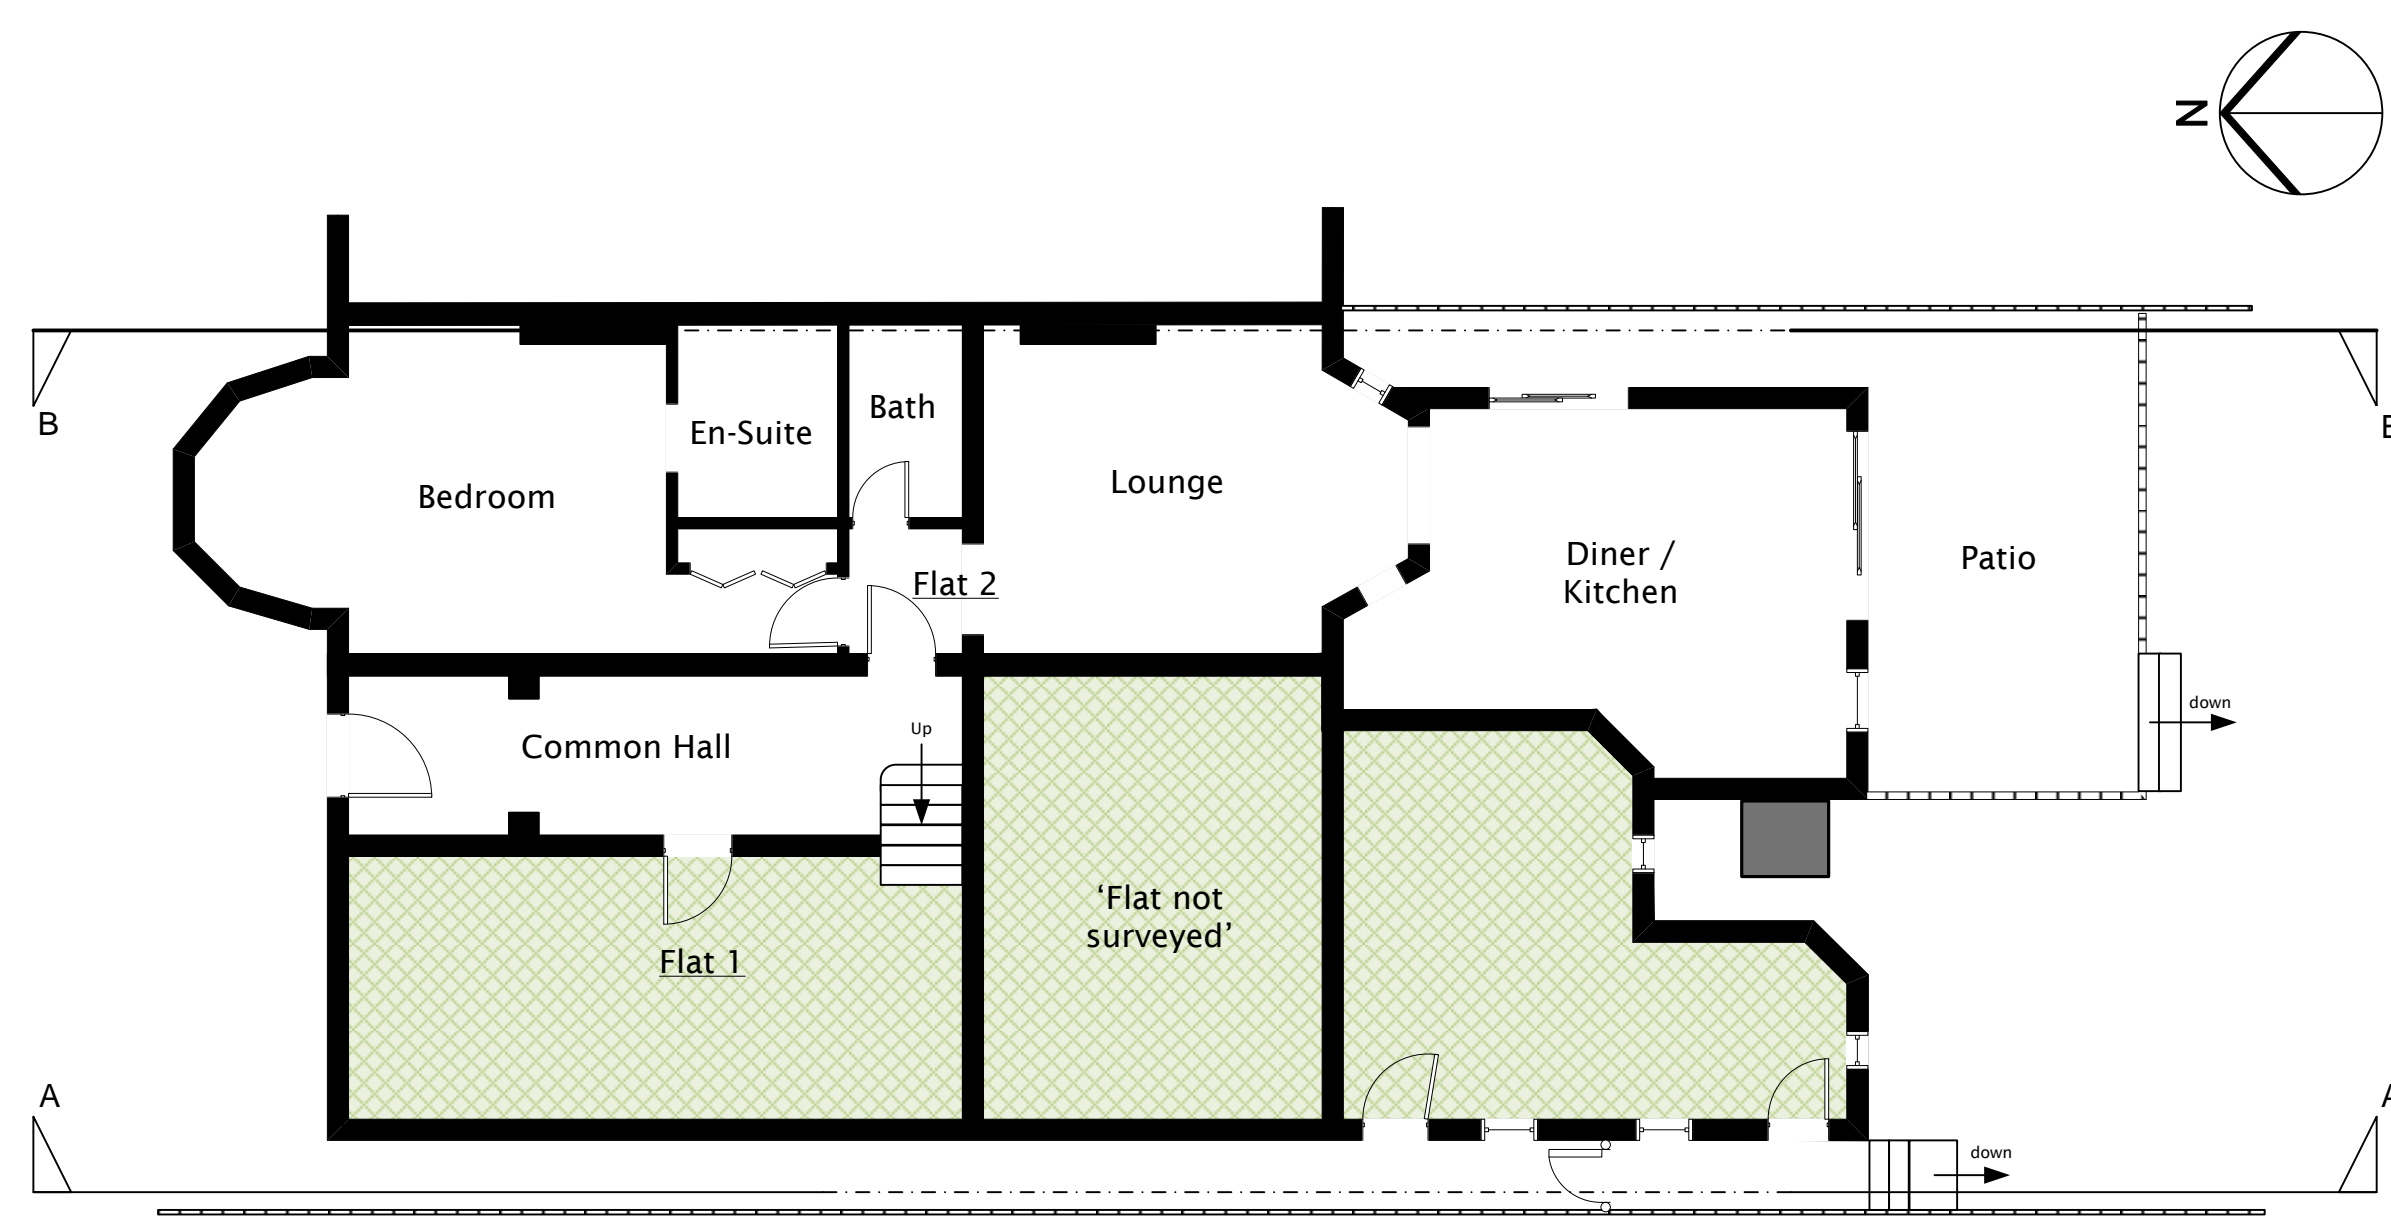 N
B
B
Bath
En-Suite
Lounge
Bedroom
Diner /
Kitchen
Patio
Flat 2
down
Up
Common Hall
‘Flat not
surveyed’
Flat 1
A
A
down